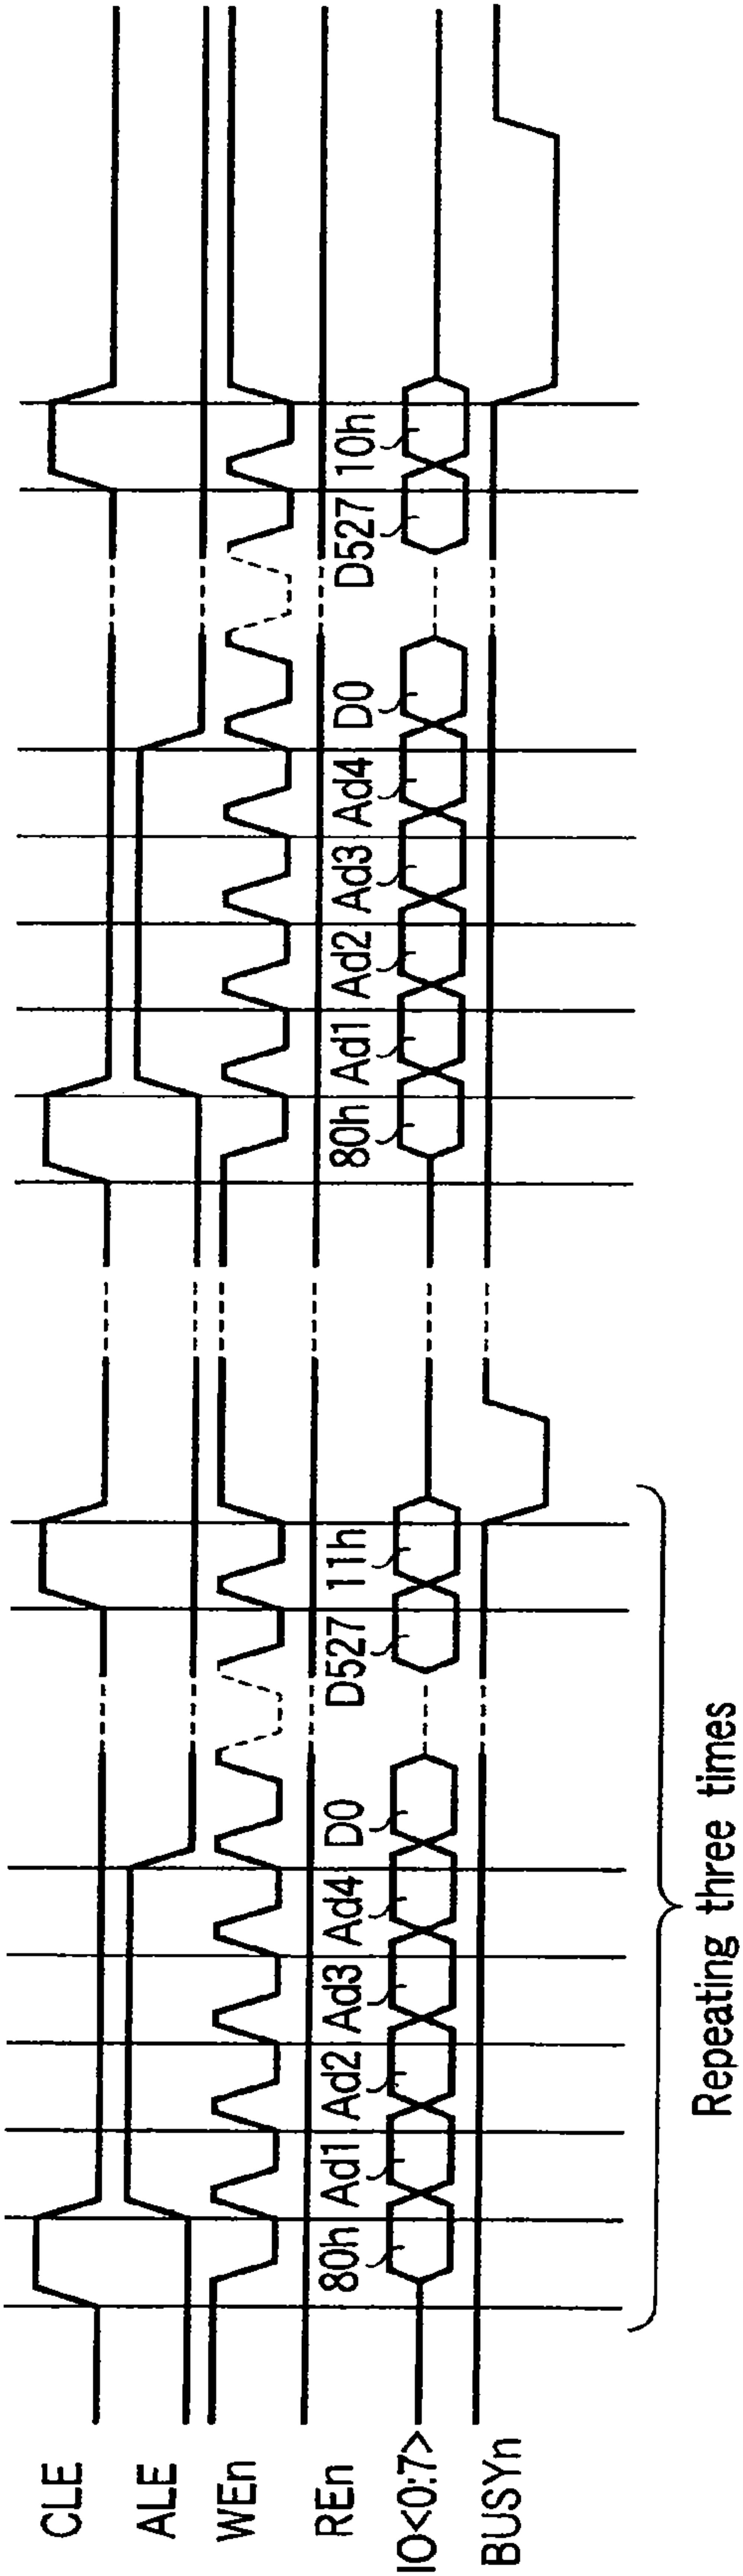 CLE
ALE
WEn
REn
80h Ad1 Ad2 Ad3 Ad4 D0 D527 11h 80h Ad1 Ad2 Ad3 Ad4 D0 D527 10h
IO<0:7>
BUSYn
Repeating three times